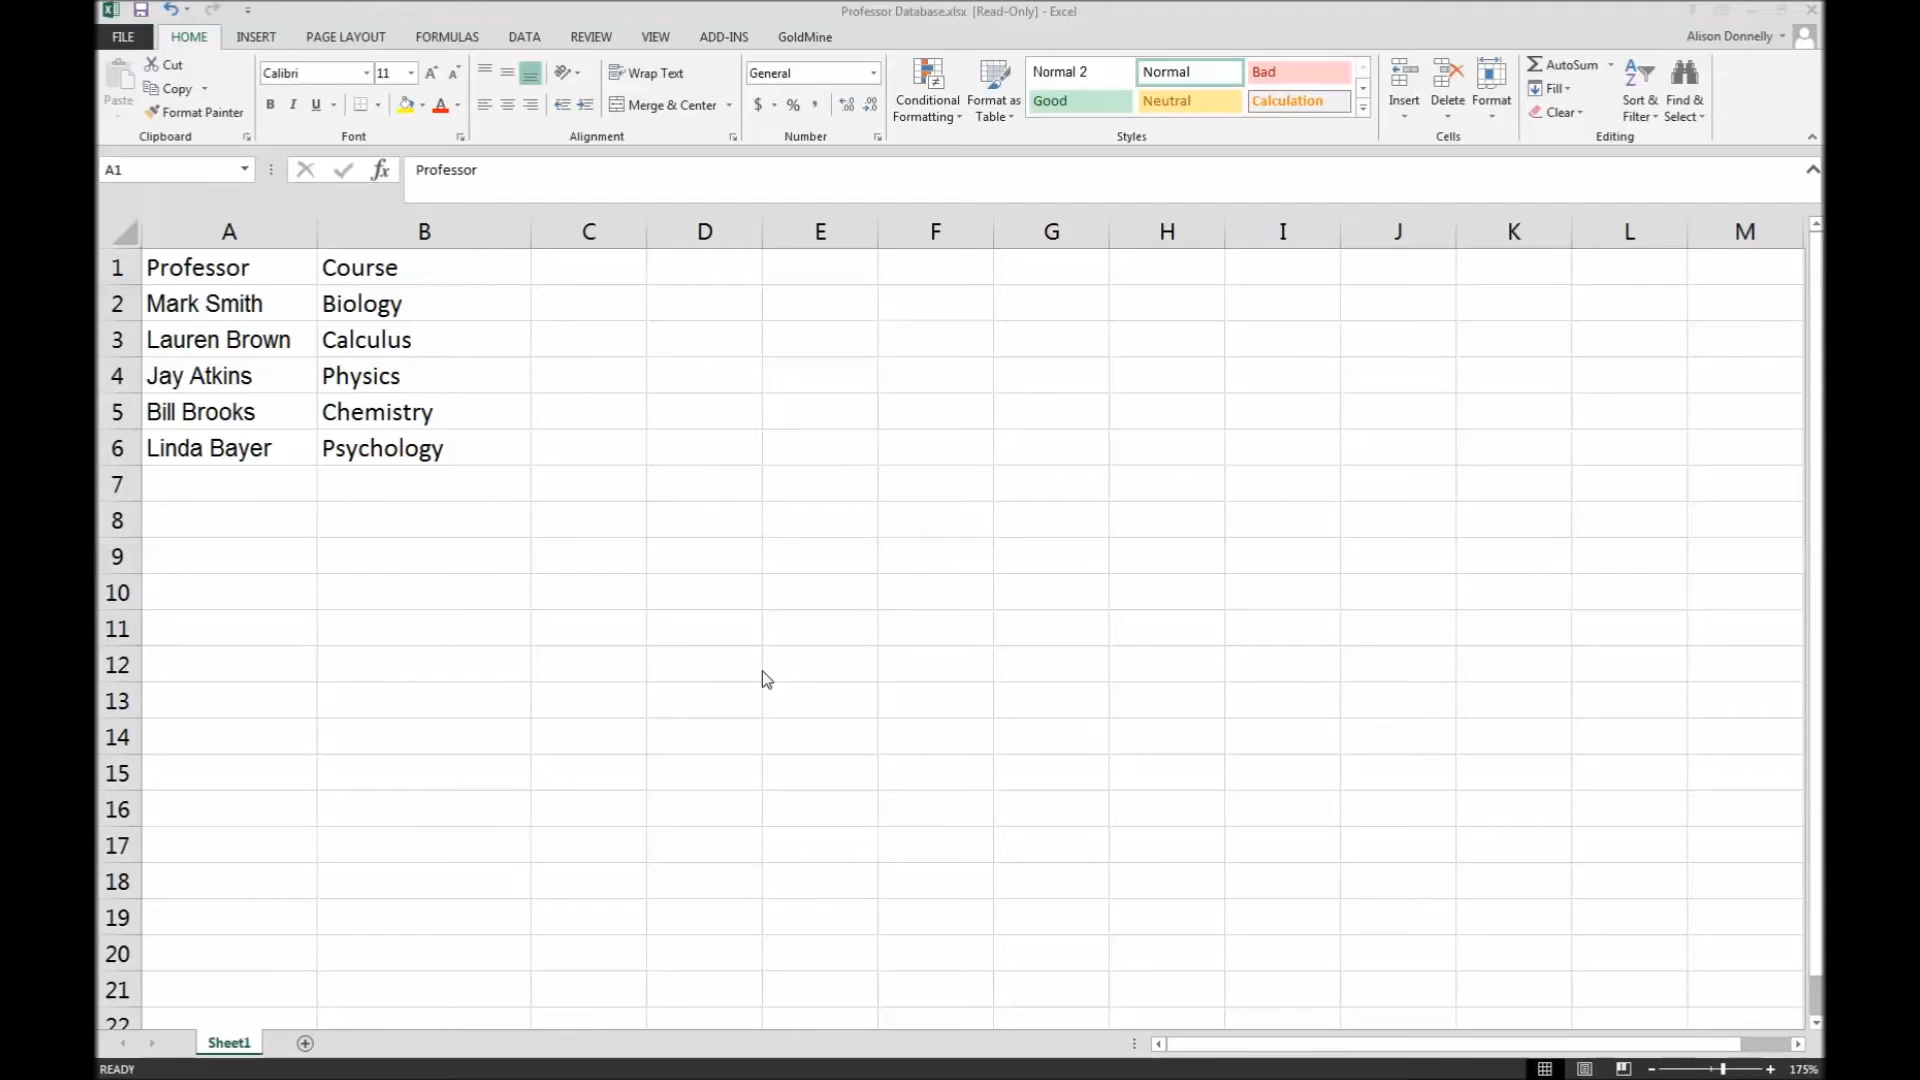 Professor Database.xlsx [Read-Only] - Excel
FILE HOME INSERT PAGE LAYOUT FORMULAS DATA REVIEW VIEW ADD-INS GoldMine Alison Donnelly
Paste
Cut
Copy
Format Painter
Clipboard
Calibri 11
B I U
Font
Wrap Text
Merge & Center
Alignment
General
$ % ,
Number
Conditional Formatting
Format as Table
Normal 2 Normal Bad
Good Neutral Calculation
Styles
Insert Delete Format
Cells
AutoSum
Fill
Clear
Sort & Filter
Find & Select
Editing
A1 fx Professor
A B C D E F G H I J K L M
1 Professor Course
2 Mark Smith Biology
3 Lauren Brown Calculus
4 Jay Atkins Physics
5 Bill Brooks Chemistry
6 Linda Bayer Psychology
7
8
9
10
11
12
13
14
15
16
17
18
19
20
21
22
Sheet1
READY 175%